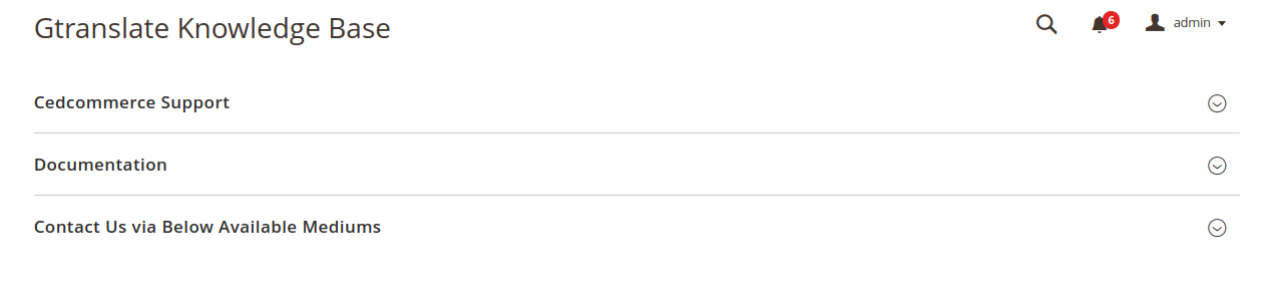 Gtranslate Knowledge Base
6
admin
Cedcommerce Support
Documentation
Contact Us via Below Available Mediums